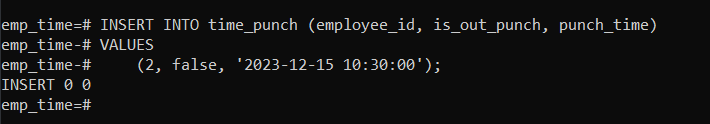 emp_time=# INSERT INTO time_punch (employee_id, is_out_punch, punch_time)
emp_time-# VALUES
emp_time-#     (2, false, '2023-12-15 10:30:00');
INSERT 0 0
emp_time=#